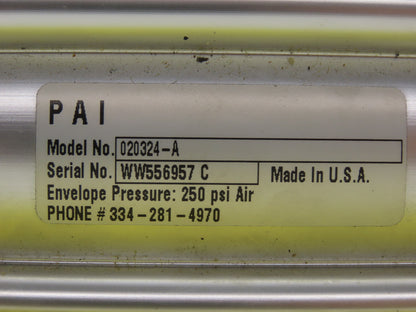 PAI
Model No. 020324-A
Serial No. WW556957 C Made In U.S.A.
Envelope Pressure: 250 psi Air
PHONE # 334-281-4970